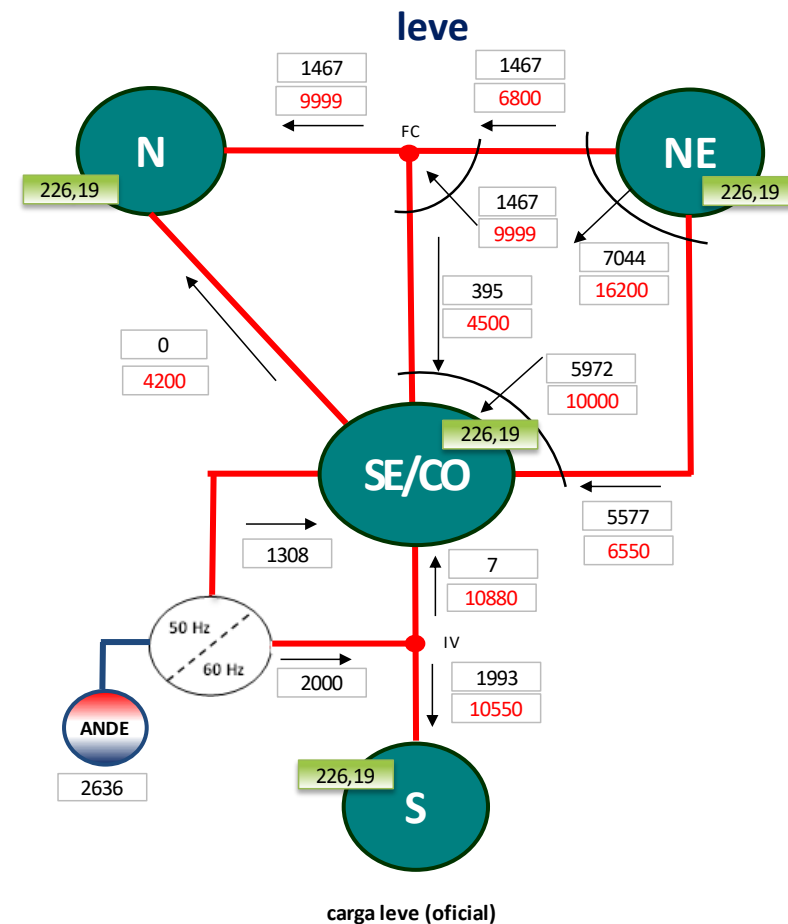 leve
1467
9999
1467
6800
FC
N
NE
226,19
226,19
1467
9999
7044
16200
395
4500
0
4200
5972
10000
226,19
SE/CO
5577
6550
1308
7
10880
50 Hz
60 Hz
IV
2000
1993
10550
ANDE
2636
226,19
S
carga leve (oficial)